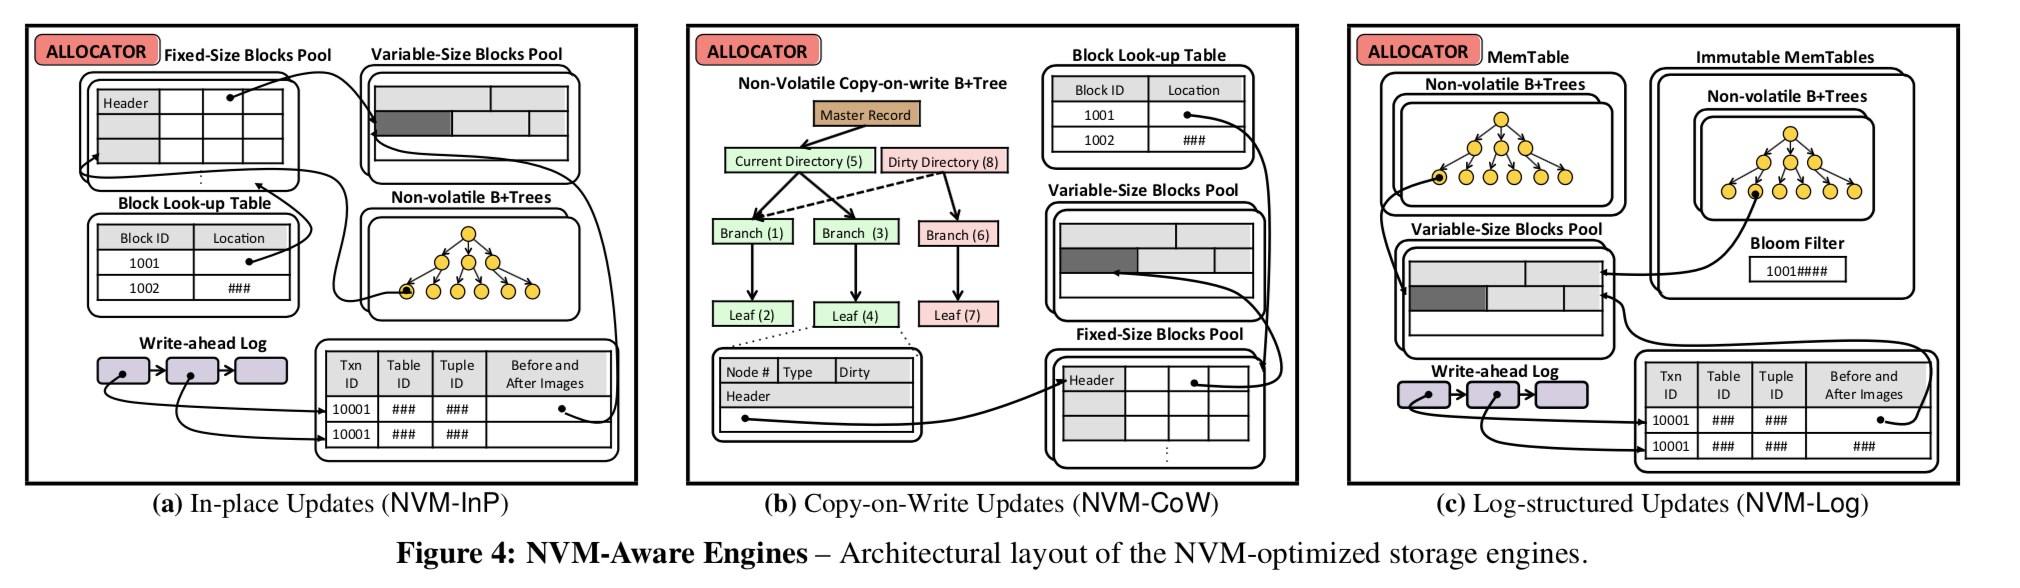 ALLOCATOR
Fixed-Size Blocks Pool
Variable-Size Blocks Pool
Header
Block Look-up Table
Block ID Location
1001
1002 ###
Non-volatile B+Trees
Write-ahead Log
Txn ID Table ID Tuple ID Before and After Images
10001 ### ###
10001 ### ###
(a) In-place Updates (NVM-InP)
ALLOCATOR
Non-Volatile Copy-on-write B+Tree
Master Record
Current Directory (5) Dirty Directory (8)
Branch (1) Branch (3) Branch (6)
Leaf (2) Leaf (4) Leaf (7)
Node # Type Dirty
Header
Block Look-up Table
Block ID Location
1001
1002 ###
Variable-Size Blocks Pool
Fixed-Size Blocks Pool
Header
(b) Copy-on-Write Updates (NVM-CoW)
ALLOCATOR
MemTable
Non-volatile B+Trees
Immutable MemTables
Non-volatile B+Trees
Bloom Filter
1001####
Variable-Size Blocks Pool
Write-ahead Log
Txn ID Table ID Tuple ID Before and After Images
10001 ### ###
10001 ### ### ###
(c) Log-structured Updates (NVM-Log)
Figure 4: NVM-Aware Engines – Architectural layout of the NVM-optimized storage engines.